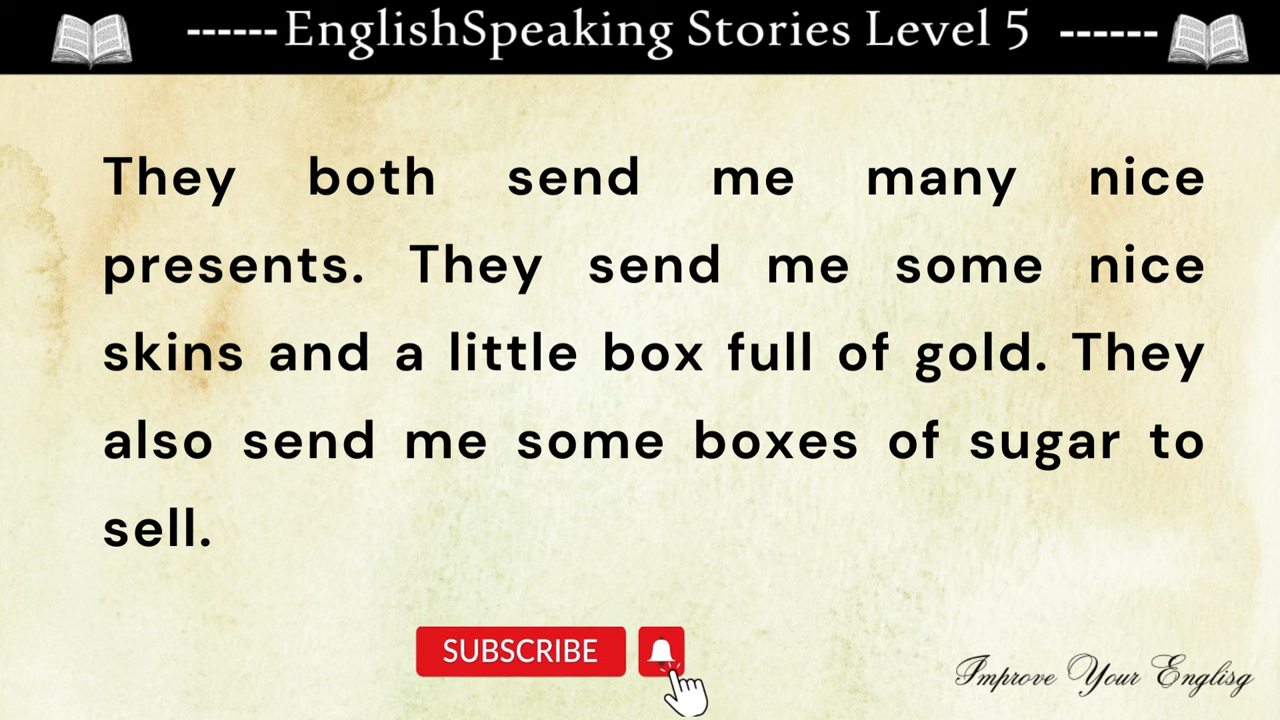 ------EnglishSpeaking Stories Level 5 ------
They both send me many nice
presents. They send me some nice
skins and a little box full of gold. They
also send me some boxes of sugar to
sell.
SUBSCRIBE
Improve Your Englisg